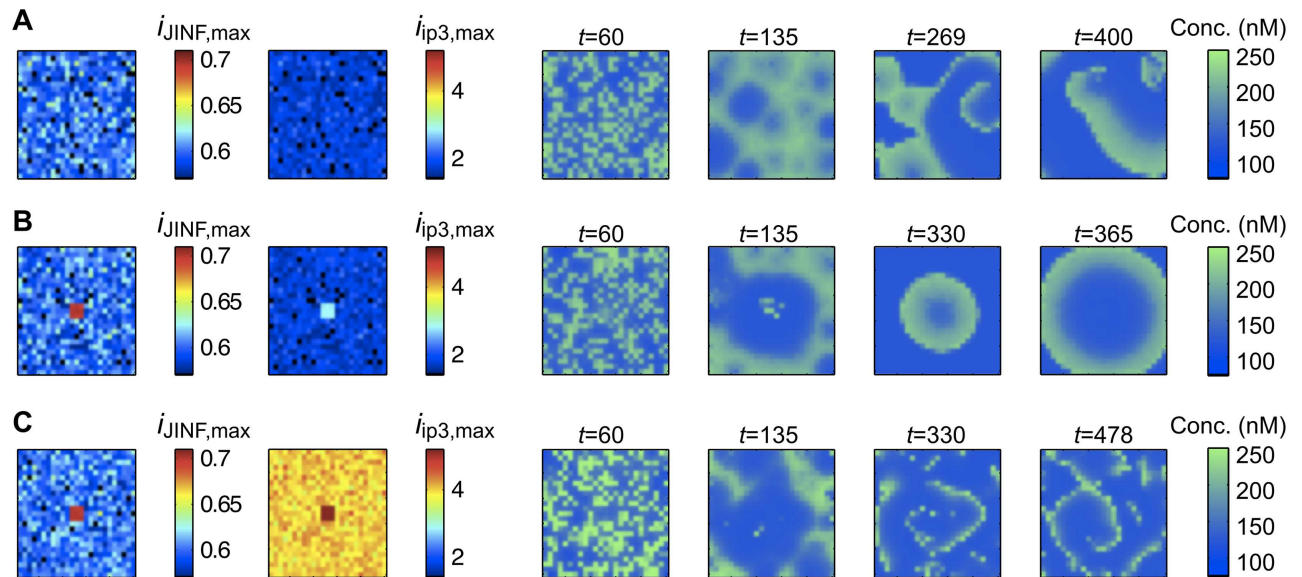 A
i_JINF,max
0.7
0.65
0.6
i_ip3,max
4
2
t=60
t=135
t=269
t=400
Conc. (nM)
250
200
150
100
B
i_JINF,max
0.7
0.65
0.6
i_ip3,max
4
2
t=60
t=135
t=330
t=365
Conc. (nM)
250
200
150
100
C
i_JINF,max
0.7
0.65
0.6
i_ip3,max
4
2
t=60
t=135
t=330
t=478
Conc. (nM)
250
200
150
100